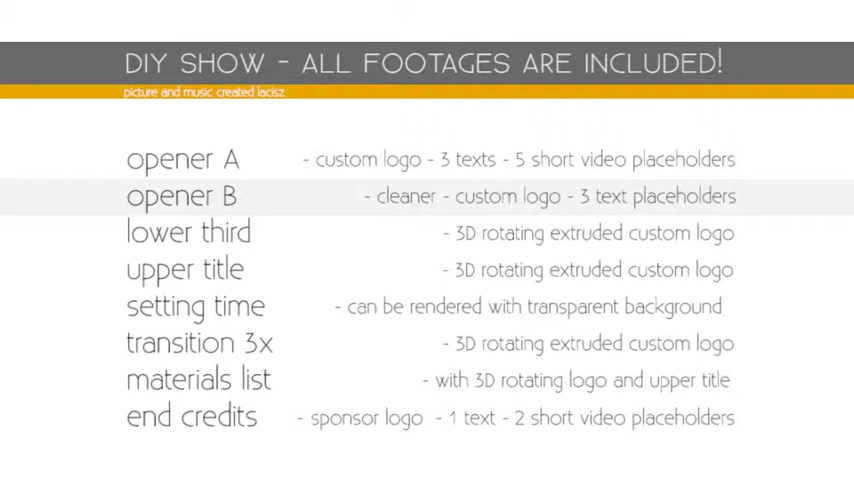 DIY SHOW - ALL FOOTAGES ARE INCLUDED!
picture and music created lacisz
opener A - custom logo - 3 texts - 5 short video placeholders
opener B - cleaner - custom logo - 3 text placeholders
lower third - 3D rotating extruded custom logo
upper title - 3D rotating extruded custom logo
setting time - can be rendered with transparent background
transition 3x - 3D rotating extruded custom logo
materials list - with 3D rotating logo and upper title
end credits - sponsor logo - 1 text - 2 short video placeholders